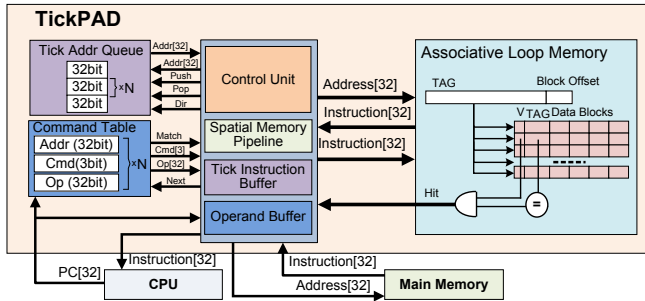 TickPAD
Tick Addr Queue
32bit
32bit
32bit
xN
Addr[32]
Addr[32]
Push
Pop
Dir
Command Table
Addr (32bit)
Cmd(3bit)
Op (32bit)
xN
Match
Cmd[3]
Op[32]
Next
Control Unit
Spatial Memory
Pipeline
Tick Instruction
Buffer
Operand Buffer
Address[32]
Instruction[32]
Instruction[32]
Hit
Associative Loop Memory
TAG
Block Offset
V TAG Data Blocks
=
PC[32]
Instruction[32]
CPU
Instruction[32]
Address[32]
Main Memory